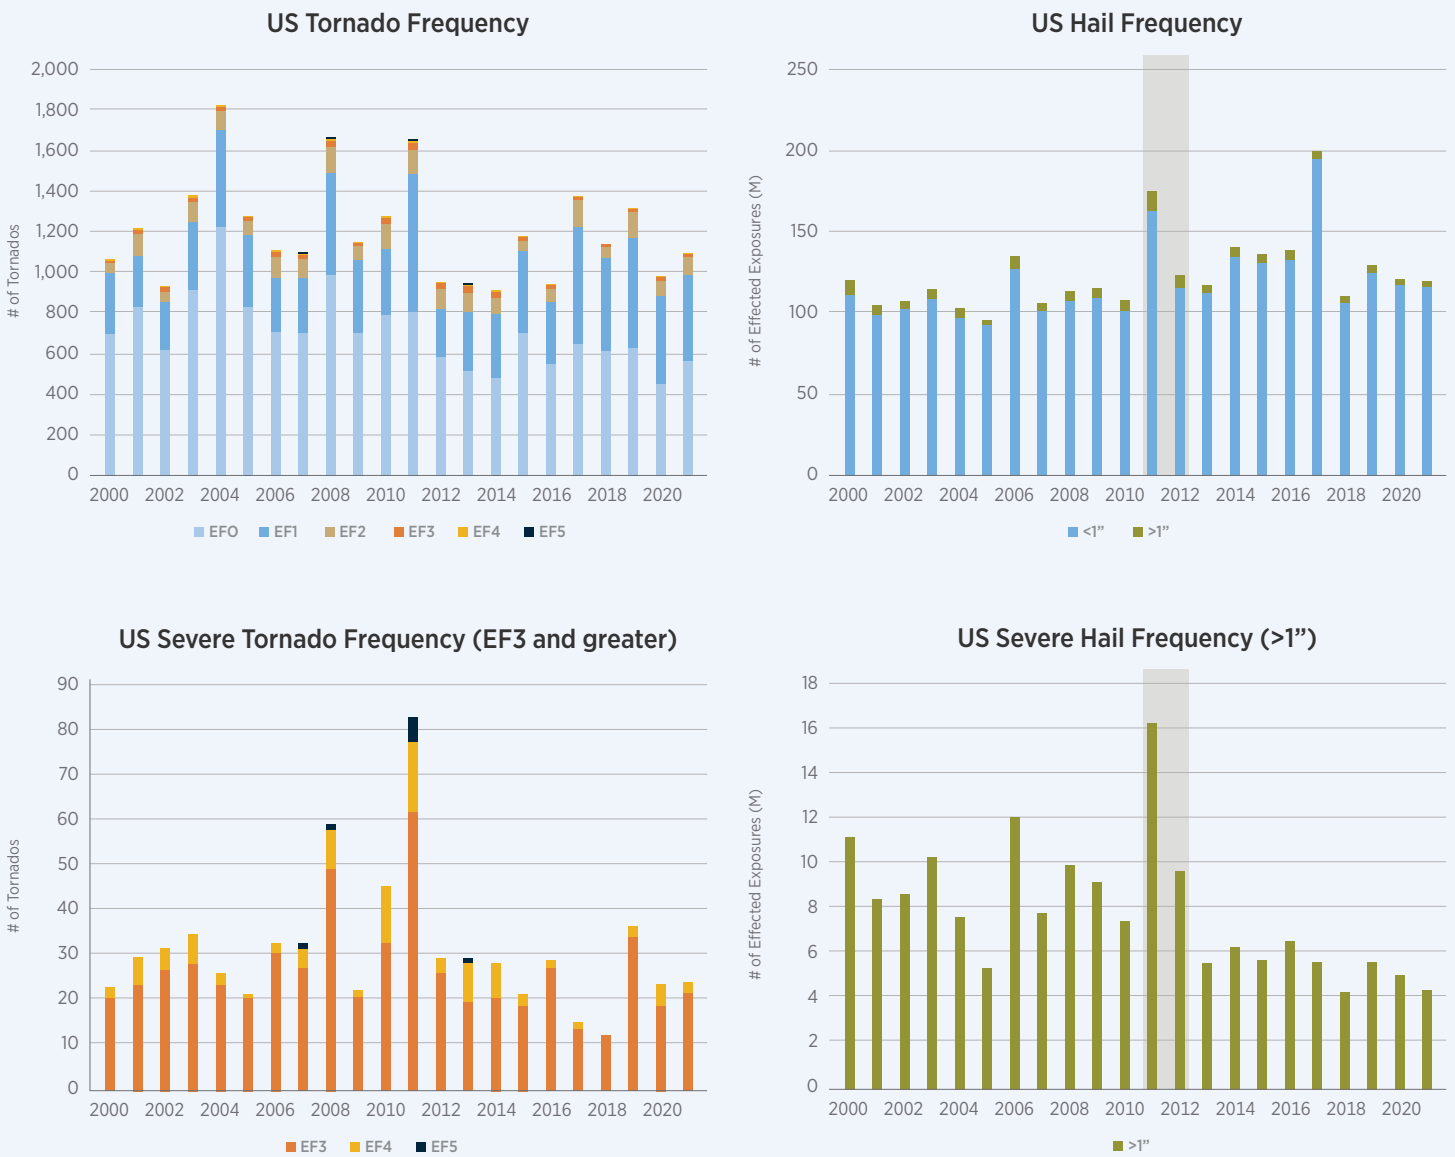 US Tornado Frequency
# of Tornados
2,000
1,800
1,600
1,400
1,200
1,000
800
600
400
200
0
2000 2002 2004 2006 2008 2010 2012 2014 2016 2018 2020
EF0 EF1 EF2 EF3 EF4 EF5
US Hail Frequency
# of Effected Exposures (M)
250
200
150
100
50
0
2000 2002 2004 2006 2008 2010 2012 2014 2016 2018 2020
<1” >1”
US Severe Tornado Frequency (EF3 and greater)
# of Tornados
90
80
70
60
50
40
30
20
10
0
2000 2002 2004 2006 2008 2010 2012 2014 2016 2018 2020
EF3 EF4 EF5
US Severe Hail Frequency (>1”)
# of Effected Exposures (M)
18
16
14
12
10
8
6
4
2
0
2000 2002 2004 2006 2008 2010 2012 2014 2016 2018 2020
>1”